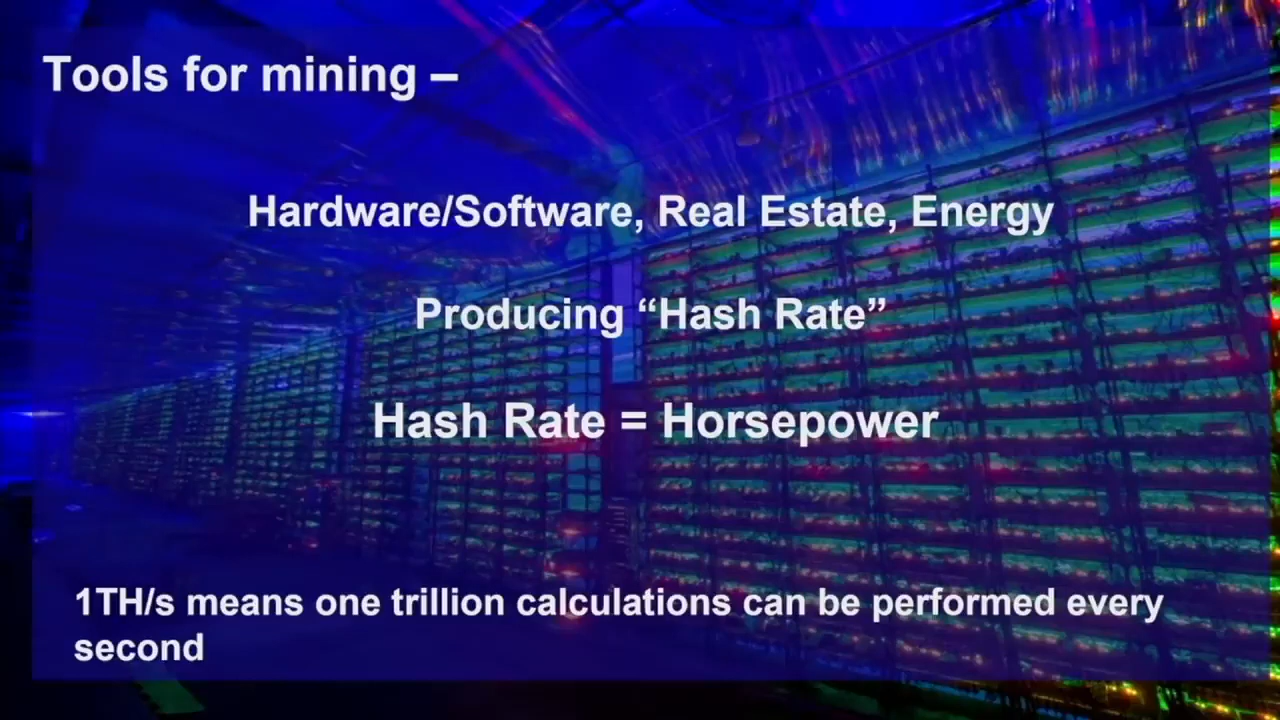 Tools for mining –
Hardware/Software, Real Estate, Energy
Producing “Hash Rate”
Hash Rate = Horsepower
1TH/s means one trillion calculations can be performed every
second